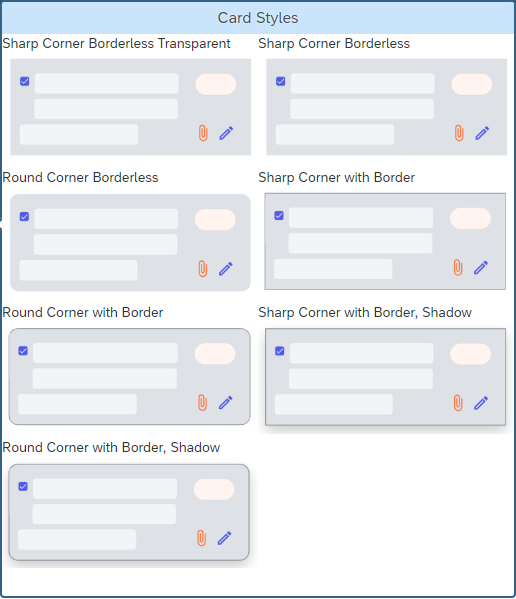 Card Styles
Sharp Corner Borderless Transparent
Sharp Corner Borderless
Round Corner Borderless
Sharp Corner with Border
Round Corner with Border
Sharp Corner with Border, Shadow
Round Corner with Border, Shadow